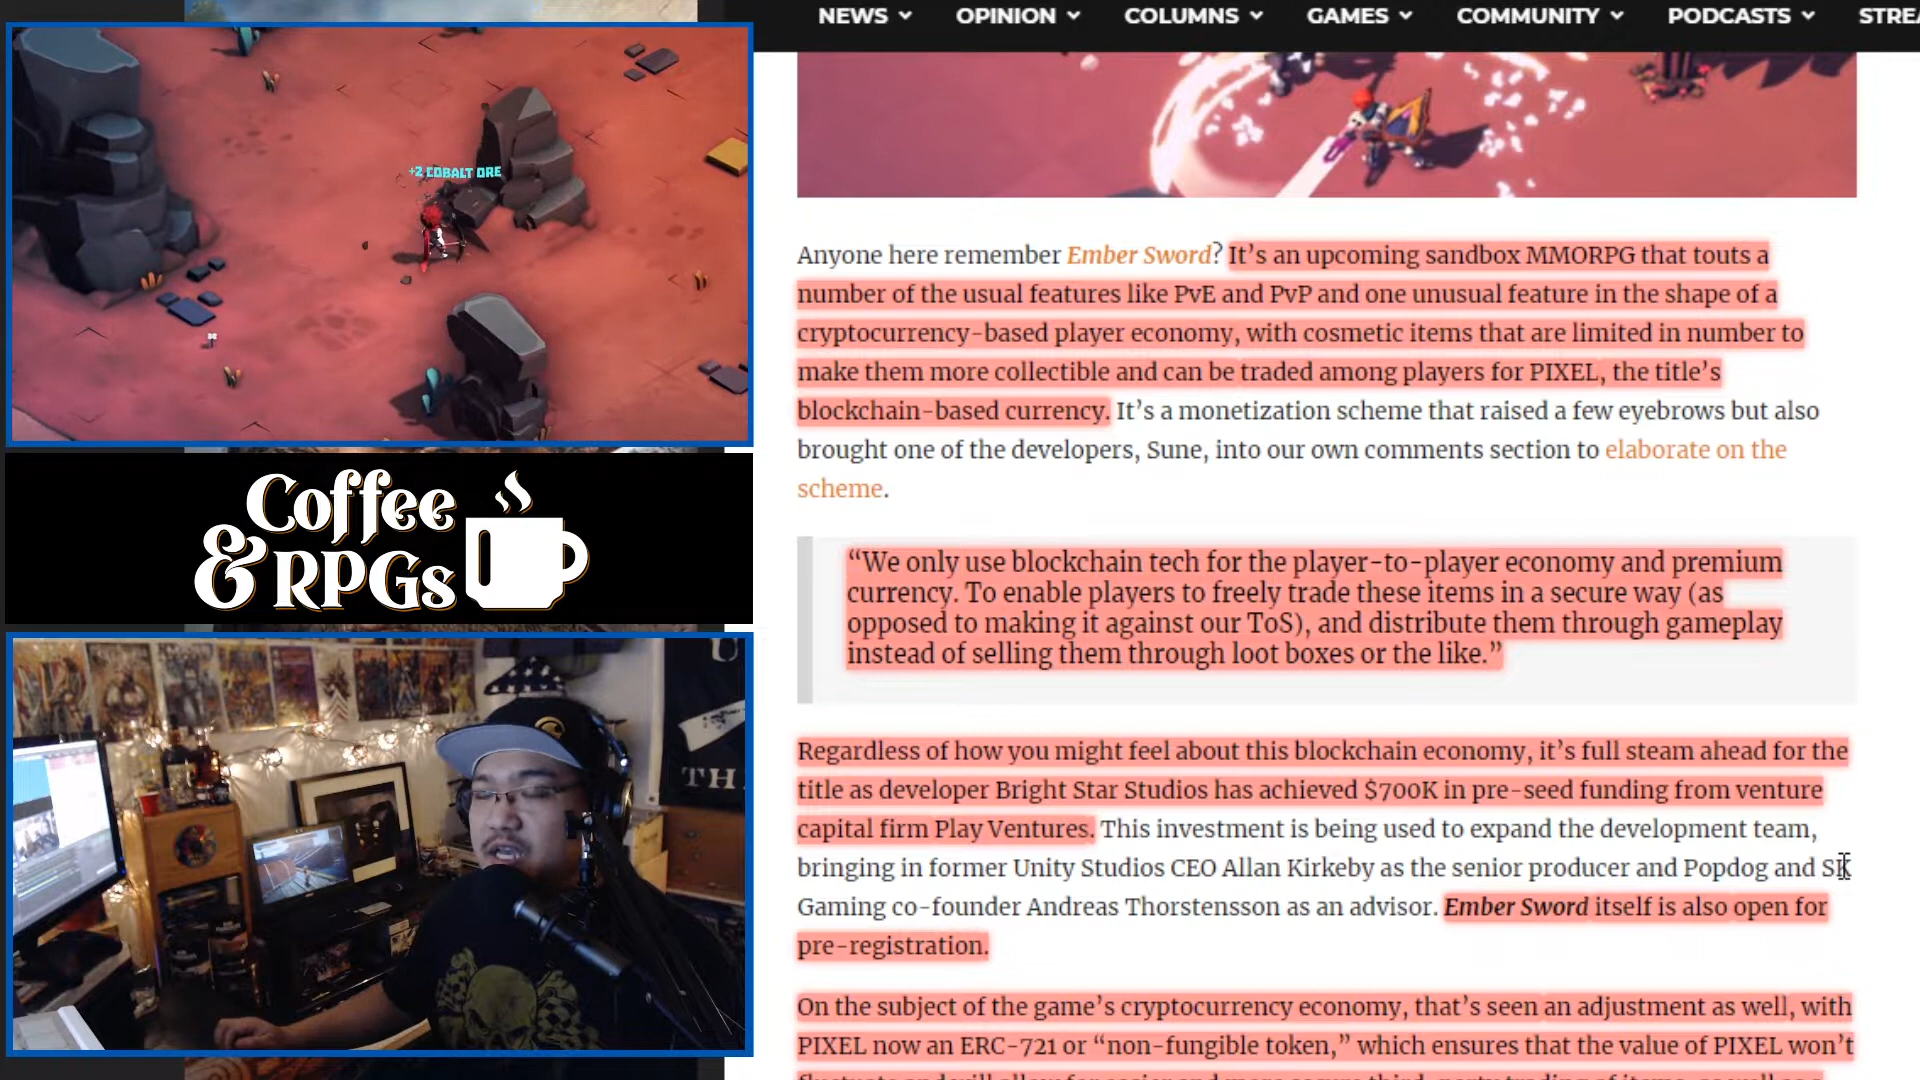 NEWS OPINION COLUMNS GAMES COMMUNITY PODCASTS
+2 COBALT ORE
Coffee
& RPGs
Anyone here remember Ember Sword? It’s an upcoming sandbox MMORPG that touts a
number of the usual features like PvE and PvP and one unusual feature in the shape of a
cryptocurrency-based player economy, with cosmetic items that are limited in number to
make them more collectible and can be traded among players for PIXEL, the title’s
blockchain-based currency. It’s a monetization scheme that raised a few eyebrows but also
brought one of the developers, Sune, into our own comments section to elaborate on the
scheme.
“We only use blockchain tech for the player-to-player economy and premium
currency. To enable players to freely trade these items in a secure way (as
opposed to making it against our ToS), and distribute them through gameplay
instead of selling them through loot boxes or the like.”
Regardless of how you might feel about this blockchain economy, it’s full steam ahead for the
title as developer Bright Star Studios has achieved $700K in pre-seed funding from venture
capital firm Play Ventures. This investment is being used to expand the development team,
bringing in former Unity Studios CEO Allan Kirkeby as the senior producer and Popdog and SK
Gaming co-founder Andreas Thorstensson as an advisor. Ember Sword itself is also open for
pre-registration.
On the subject of the game’s cryptocurrency economy, that’s seen an adjustment as well, with
PIXEL now an ERC-721 or “non-fungible token,” which ensures that the value of PIXEL won’t